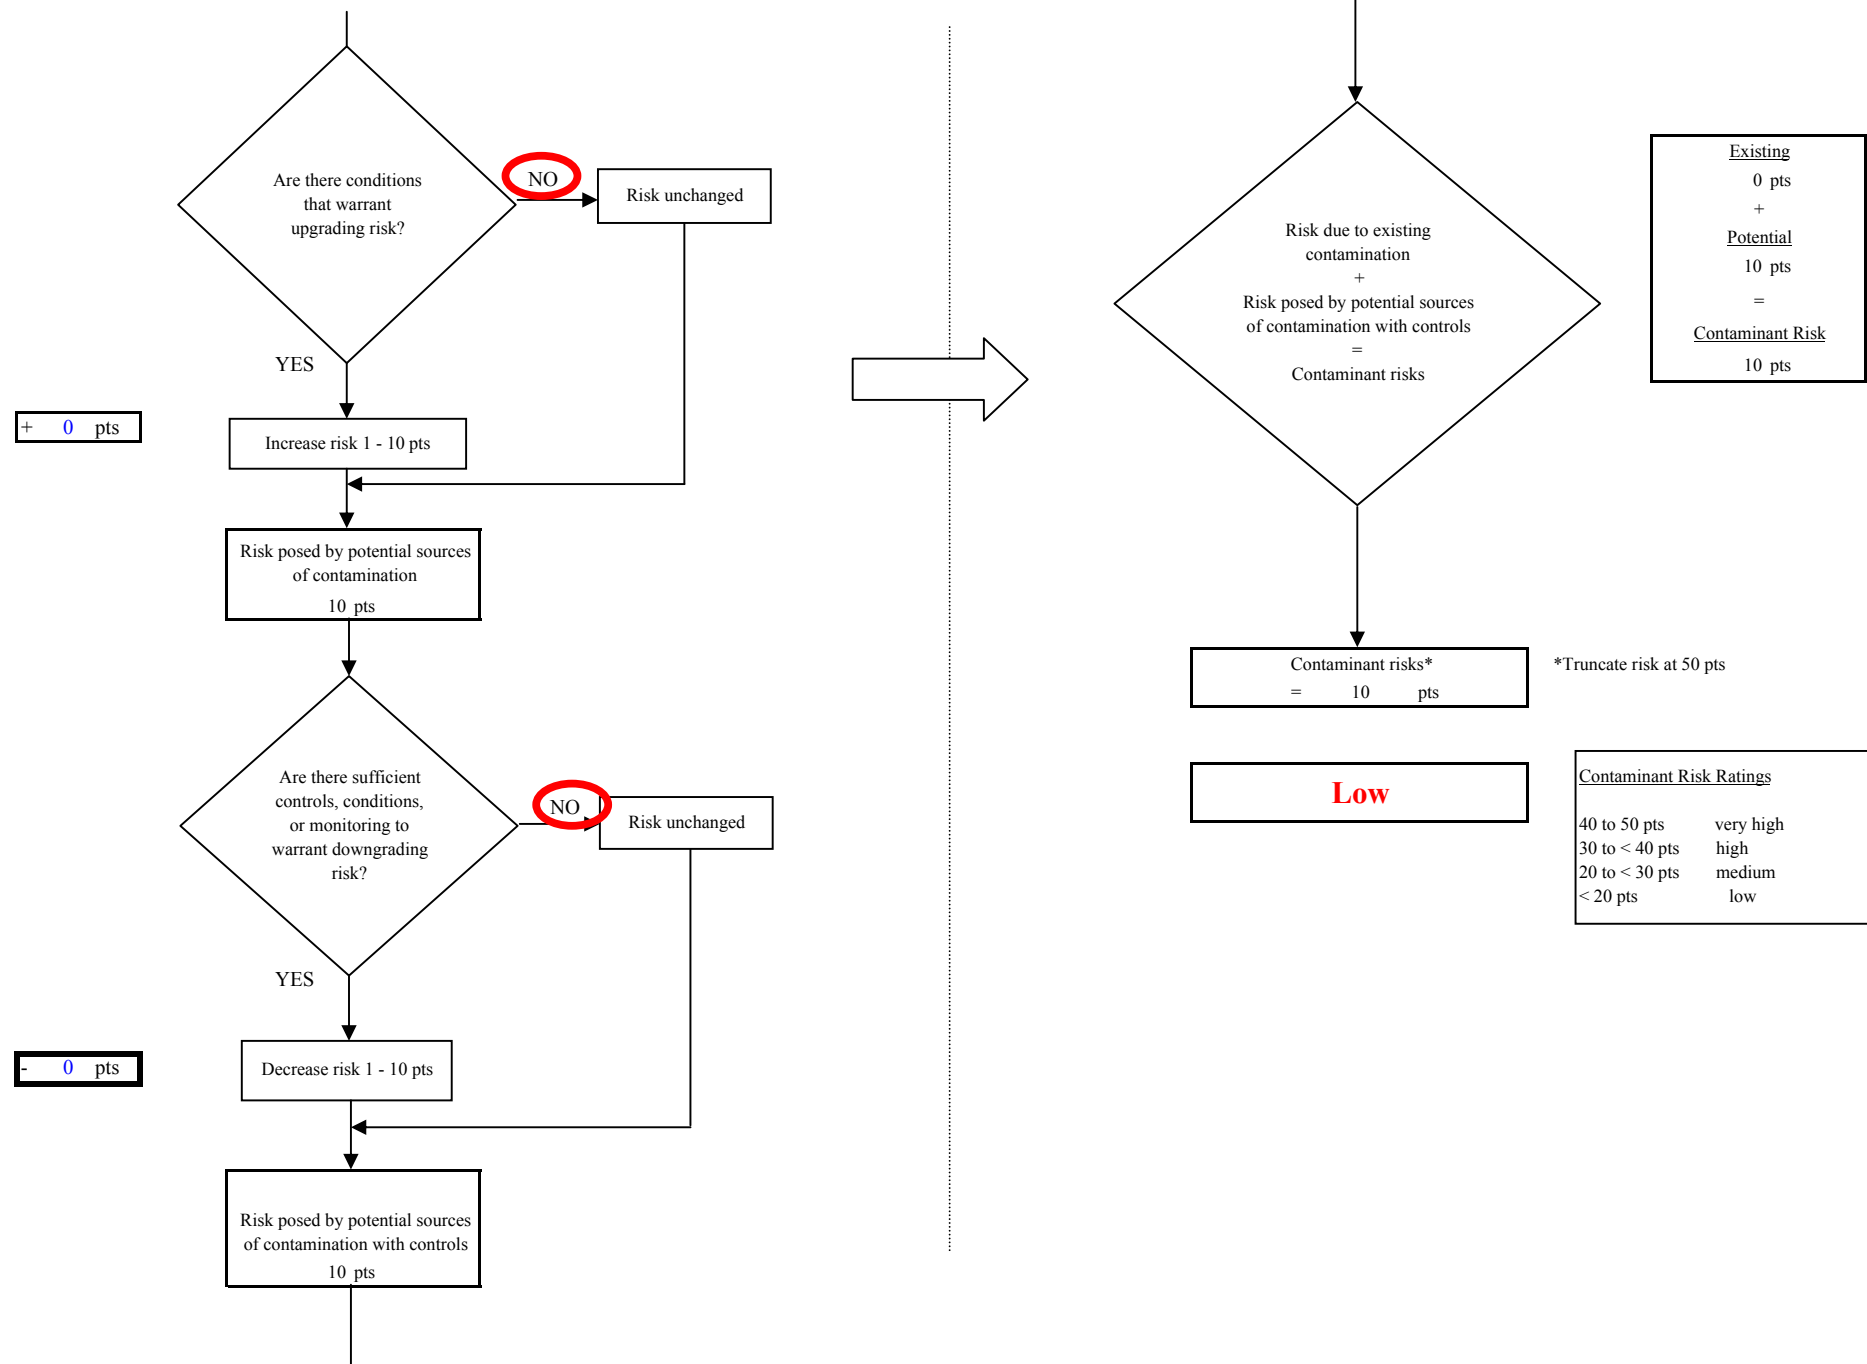 Are there conditions
that warrant
upgrading risk?
NO
Risk unchanged
YES
+ 0 pts
Increase risk 1 - 10 pts
Risk posed by potential sources
of contamination
10 pts
Are there sufficient
controls, conditions,
or monitoring to
warrant downgrading
risk?
NO
Risk unchanged
YES
- 0 pts
Decrease risk 1 - 10 pts
Risk posed by potential sources
of contamination with controls
10 pts
Risk due to existing
contamination
+
Risk posed by potential sources
of contamination with controls
=
Contaminant risks
Existing
0 pts
+
Potential
10 pts
=
Contaminant Risk
10 pts
Contaminant risks*
= 10 pts
*Truncate risk at 50 pts
Low
Contaminant Risk Ratings
40 to 50 pts very high
30 to < 40 pts high
20 to < 30 pts medium
< 20 pts low